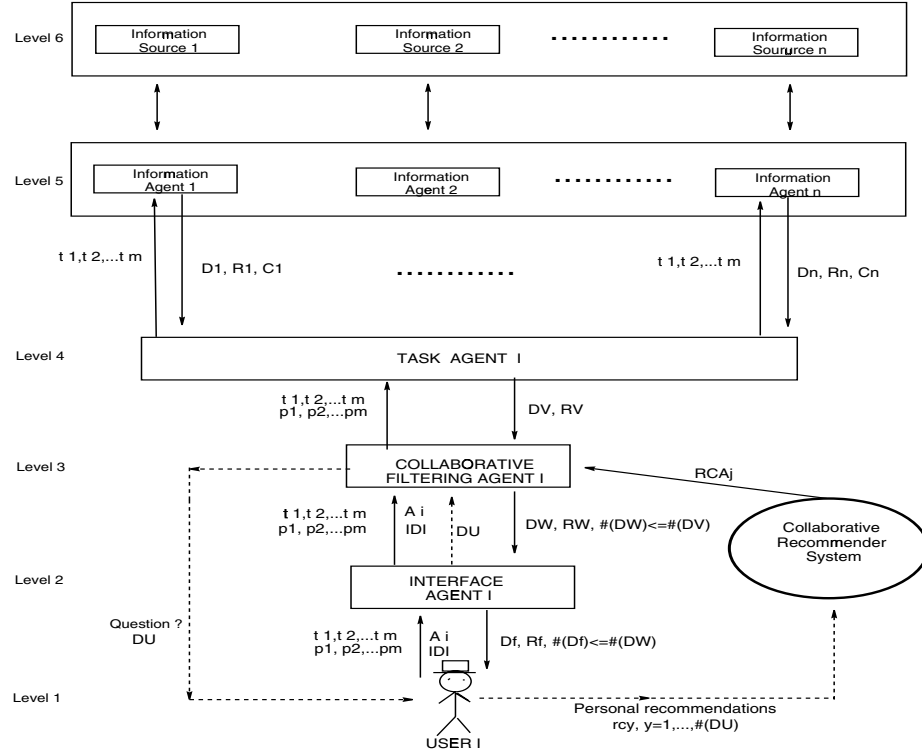 Level 6
Information
Source 1
Information
Source 2
Information
Soururce n
Level 5
Information
Agent 1
Information
Agent 2
Information
Agent n
t 1,t 2,...t m
D1, R1, C1
t 1,t 2,...t m
Dn, Rn, Cn
Level 4
TASK AGENT I
t 1,t 2,...t m
p1, p2,...pm
DV, RV
Level 3
COLLABORATIVE
FILTERING AGENT I
RCAj
t 1,t 2,...t m
p1, p2,...pm
A i
IDI
DU
DW, RW, #(DW)<=#(DV)
Collaborative
Recommender
System
Level 2
INTERFACE
AGENT I
Question ?
DU
t 1,t 2,...t m
p1, p2,...pm
A i
IDI
Df, Rf, #(Df)<=#(DW)
Level 1
Personal recommendations
rcy, y=1,...,#(DU)
USER I